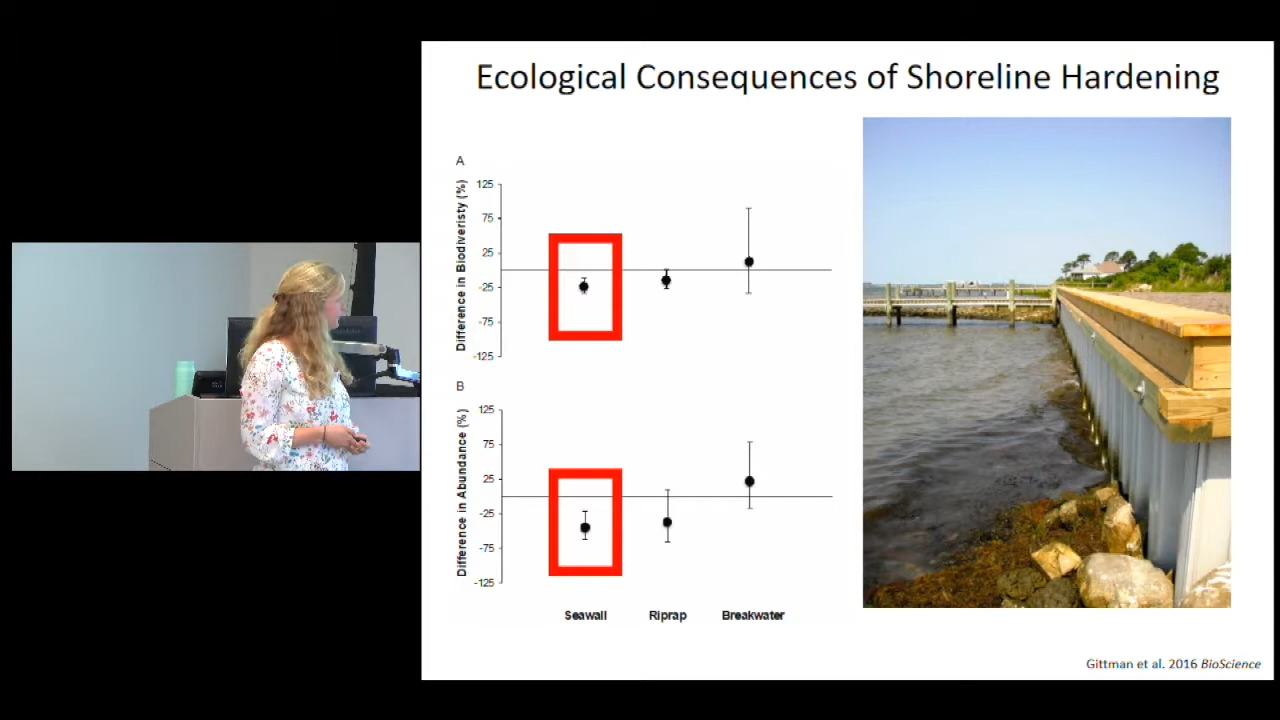 Ecological Consequences of Shoreline Hardening
A
Difference in Biodiveristy (%)
125
75
25
-25
-75
-125
B
Difference in Abundance (%)
125
75
25
-25
-75
-125
Seawall Riprap Breakwater
Gittman et al. 2016 BioScience